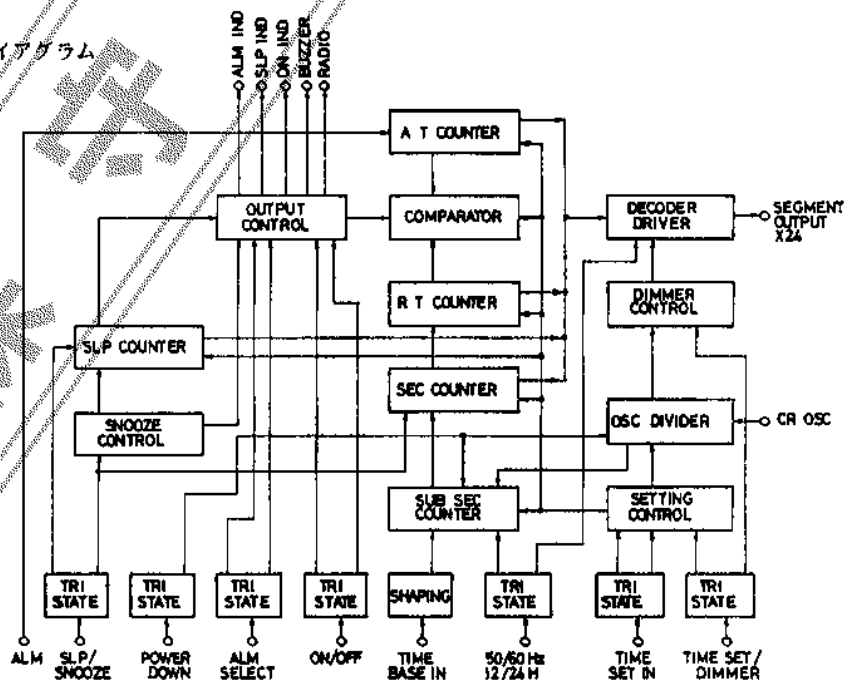 イアグラム
ALM IND
SLP IND
ON IND
BUZZER
RADIO
A T COUNTER
OUTPUT
CONTROL
COMPARATOR
DECODER
DRIVER
SEGMENT
OUTPUT
X24
R T COUNTER
DIMMER
CONTROL
SLP COUNTER
SEC COUNTER
SNOOZE
CONTROL
OSC DIVIDER
CR OSC
SUB SEC
COUNTER
SETTING
CONTROL
TRI
STATE
TRI
STATE
TRI
STATE
TRI
STATE
SHAPING
TRI
STATE
TRI
STATE
TRI
STATE
ALM
SLP/
SNOOZE
POWER
DOWN
ALM
SELECT
ON/OFF
TIME
BASE IN
50/60 Hz
12/24 H
TIME
SET IN
TIME SET/
DIMMER